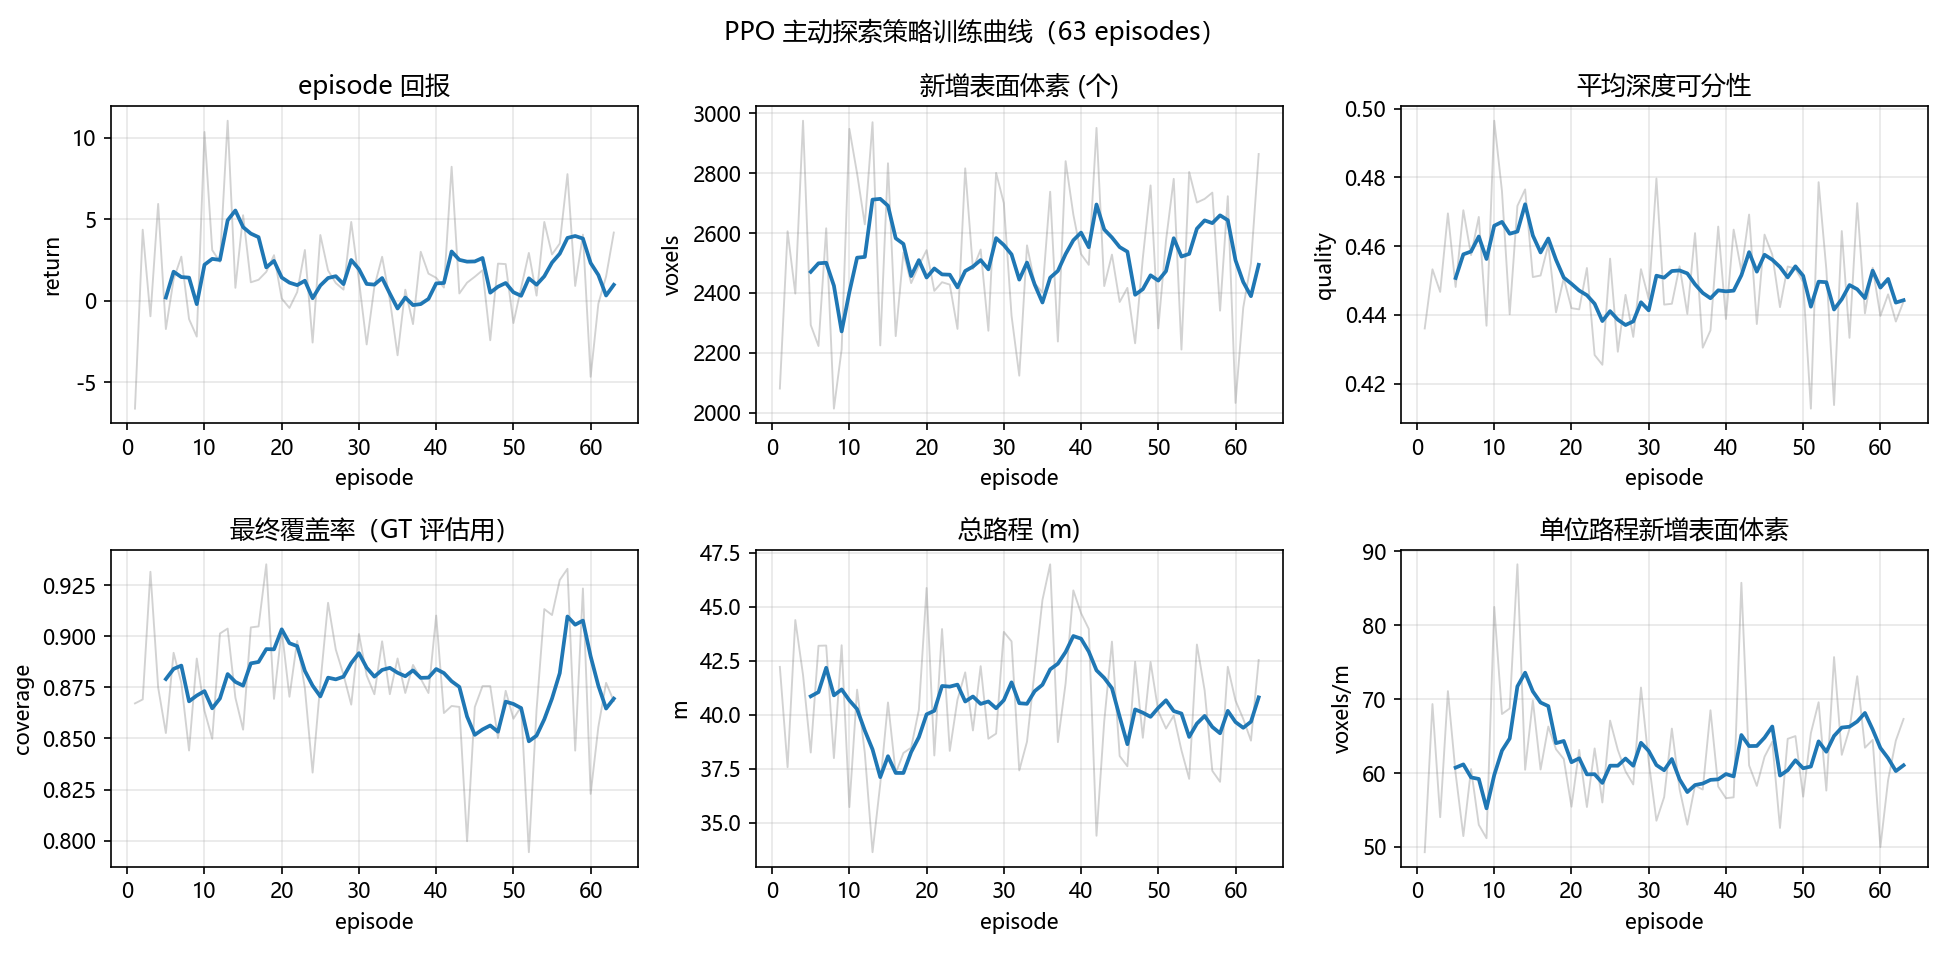 PPO 主动探索策略训练曲线（63 episodes）
episode 回报
return
10
5
0
-5
0 10 20 30 40 50 60
episode
新增表面体素 (个)
voxels
3000
2800
2600
2400
2200
2000
0 10 20 30 40 50 60
episode
平均深度可分性
quality
0.50
0.48
0.46
0.44
0.42
0 10 20 30 40 50 60
episode
最终覆盖率（GT 评估用）
coverage
0.925
0.900
0.875
0.850
0.825
0.800
0 10 20 30 40 50 60
episode
总路程 (m)
m
47.5
45.0
42.5
40.0
37.5
35.0
0 10 20 30 40 50 60
episode
单位路程新增表面体素
voxels/m
90
80
70
60
50
0 10 20 30 40 50 60
episode